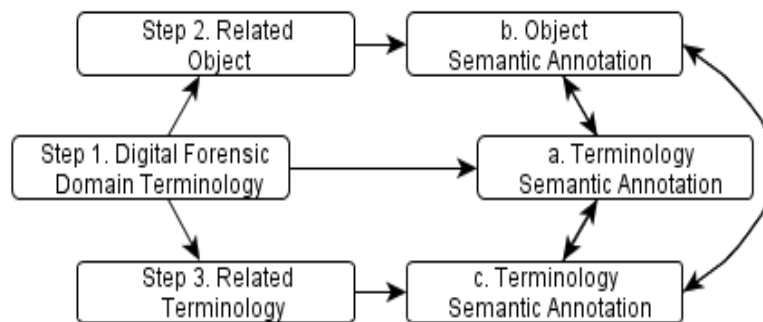 Step 2. Related
Object
b. Object
Semantic Annotation
Step 1. Digital Forensic
Domain Terminology
a. Terminology
Semantic Annotation
Step 3. Related
Terminology
c. Terminology
Semantic Annotation